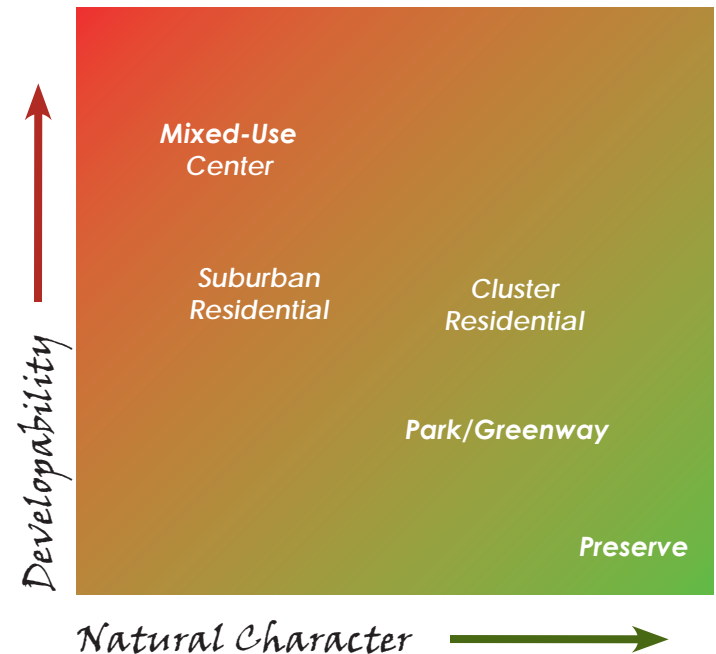 Mixed-Use
Center
Suburban
Residential
Cluster
Residential
Park/Greenway
Preserve
Developability
Natural Character